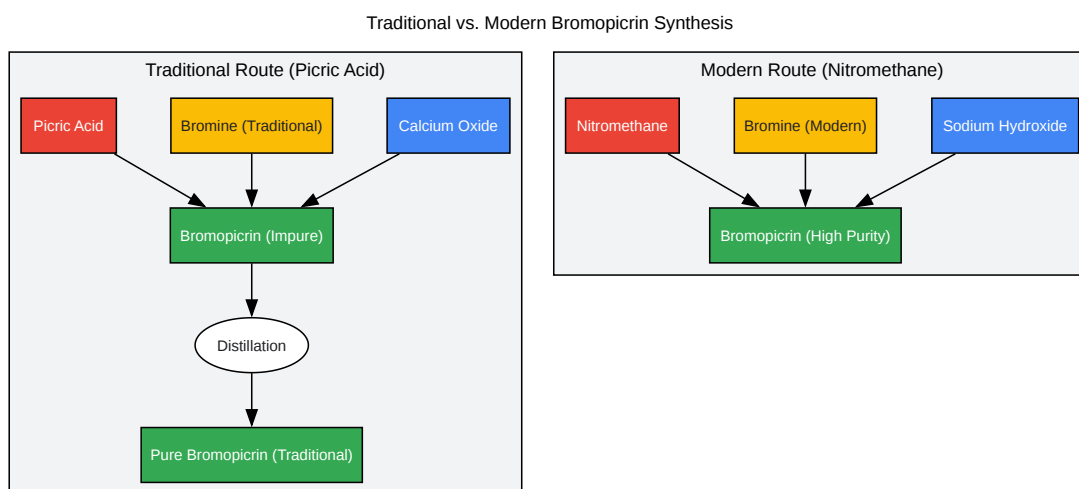 Traditional vs. Modern Bromopicrin Synthesis
Traditional Route (Picric Acid)
Picric Acid
Bromine (Traditional)
Calcium Oxide
Bromopicrin (Impure)
Distillation
Pure Bromopicrin (Traditional)
Modern Route (Nitromethane)
Nitromethane
Bromine (Modern)
Sodium Hydroxide
Bromopicrin (High Purity)